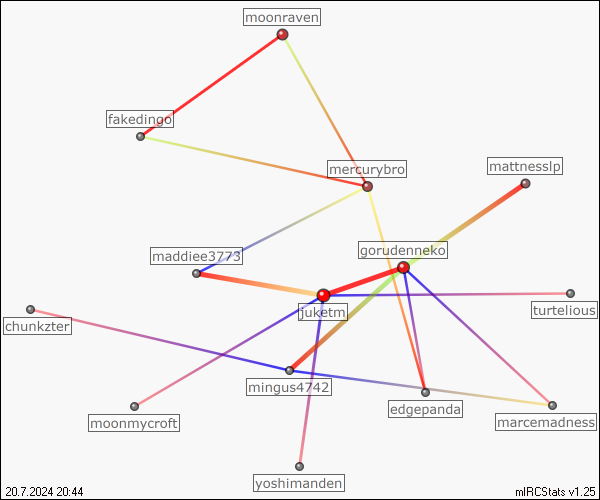 moonraven
fakedingo
mercurybro
mattnesslp
maddiee3773
gorudenneko
chunkzter
juketm
turtelious
mingus4742
moonmycroft
edgepanda
marcemadness
yoshimanden
20.7.2024 20:44
mIRCStats v1.25